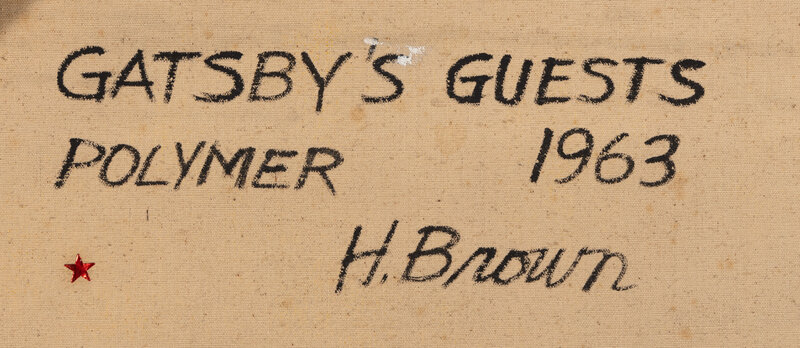 GATSBY'S GUESTS
POLYMER 1963
H. Brown